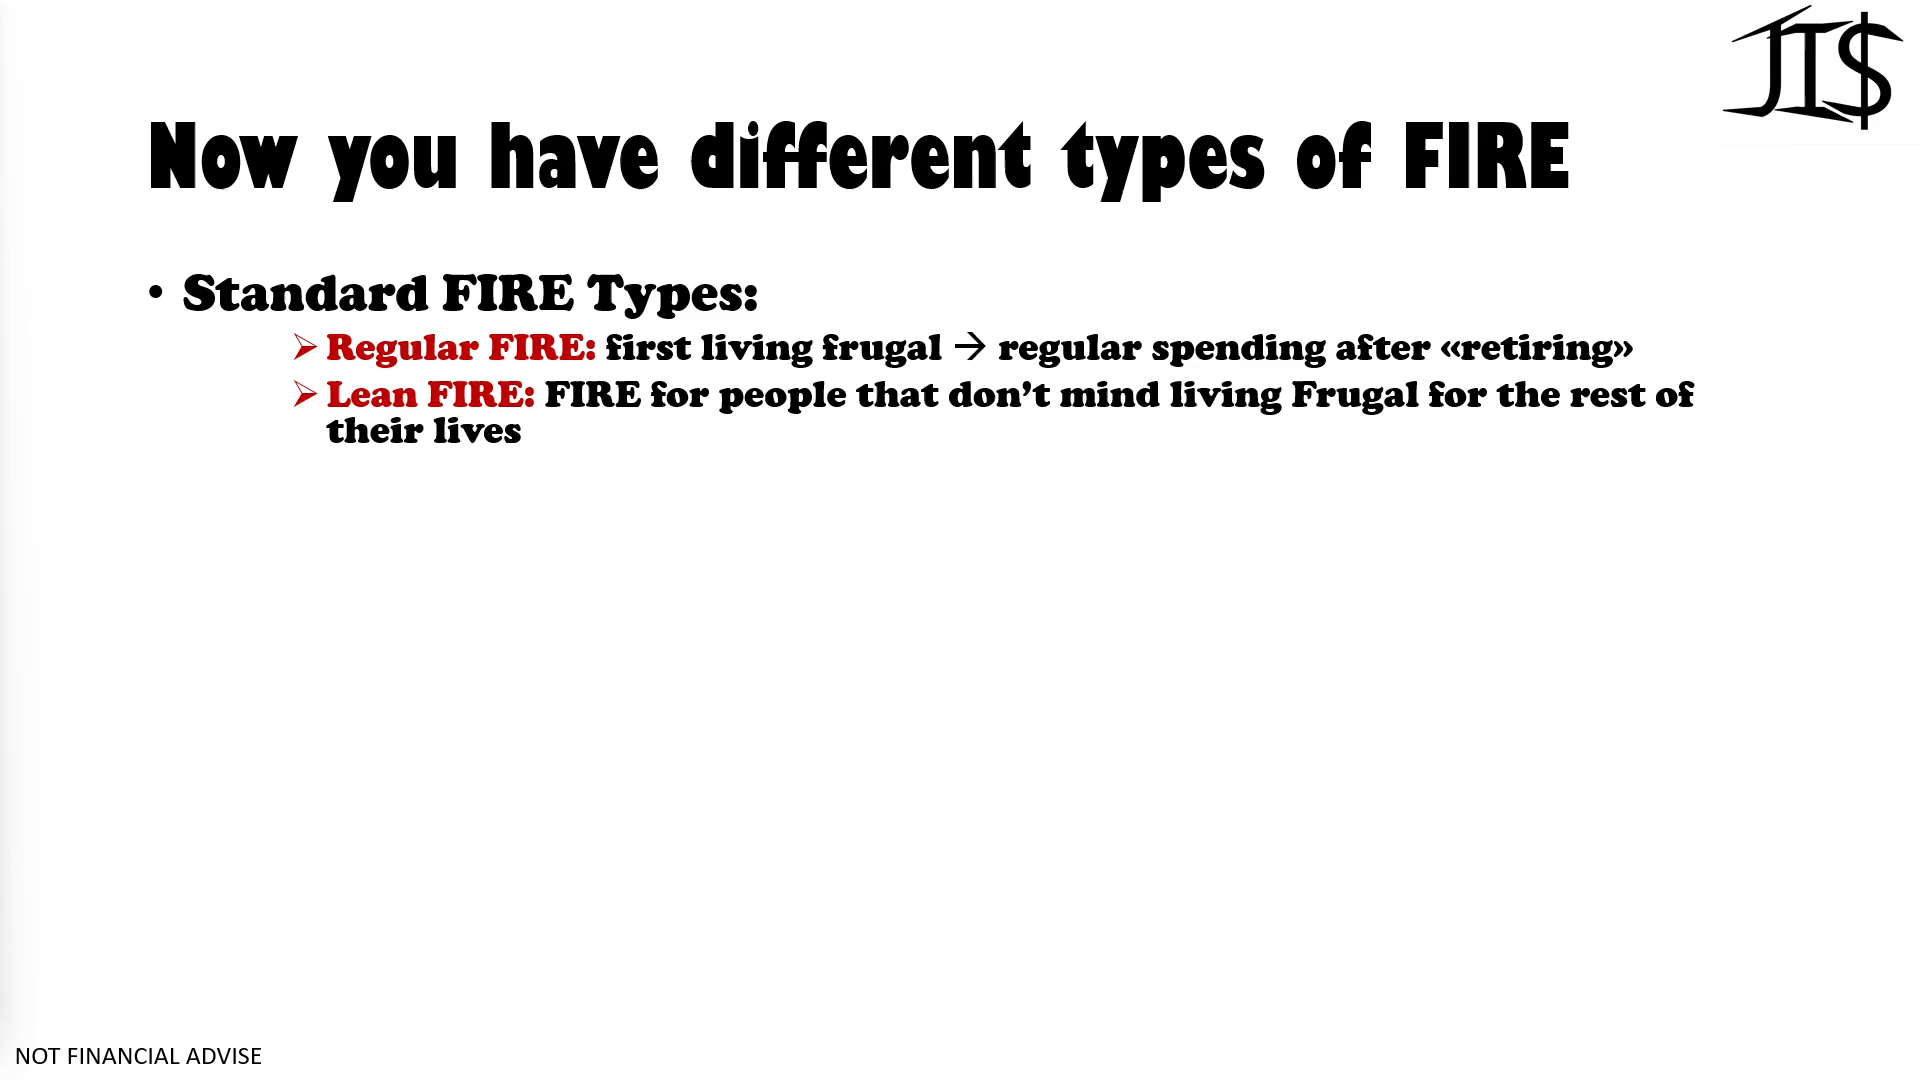 JI$
Now you have different types of FIRE
• Standard FIRE Types:
➢ Regular FIRE: first living frugal → regular spending after «retiring»
➢ Lean FIRE: FIRE for people that don’t mind living Frugal for the rest of
their lives
NOT FINANCIAL ADVISE